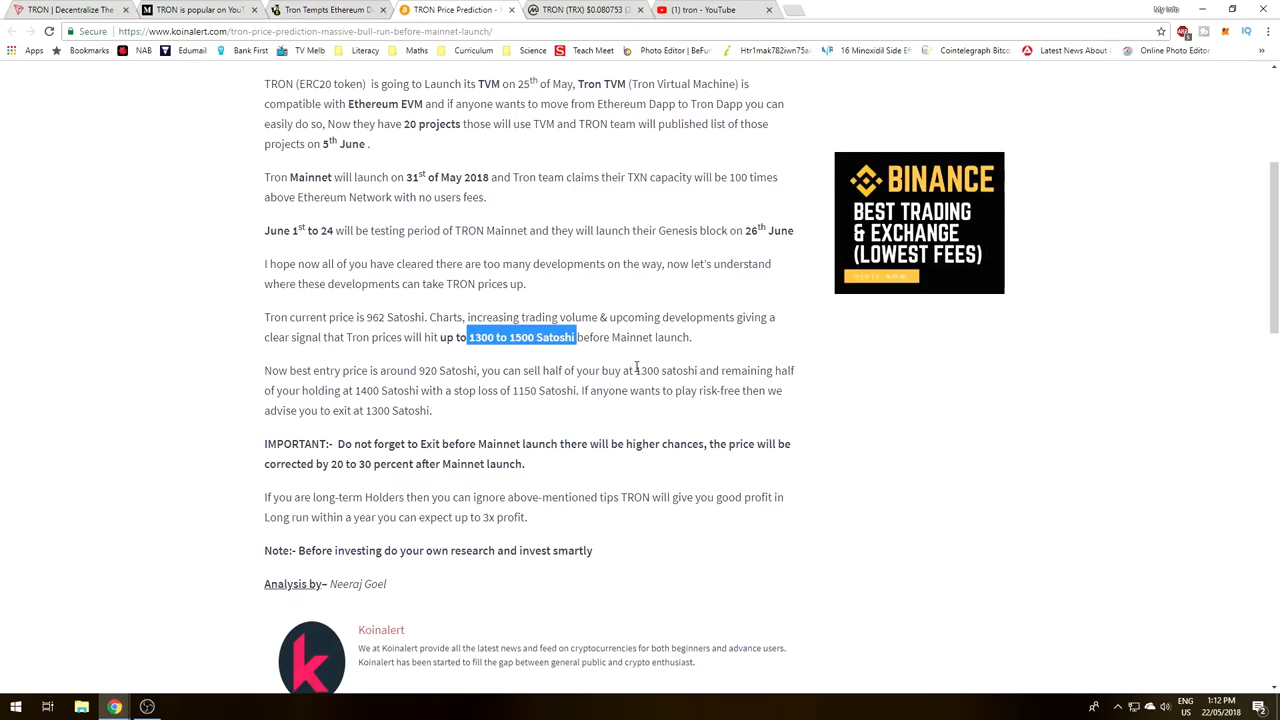 TRON | Decentralize The
TRON is popular on YouT
Tron Tempts Ethereum D
TRON Price Prediction -
TRON (TRX) $0.080753 (2
(1) tron - YouTube
My Info
Secure
https://www.koinalert.com/tron-price-prediction-massive-bull-run-before-mainnet-launch/
Apps
Bookmarks
NAB
Edumail
Bank First
TV Melb
Literacy
Maths
Curriculum
Science
Teach Meet
Photo Editor | BeFun
Htr1mak782iwn75a
16 Minoxidil Side Eff
Cointelegraph Bitcoi
Latest News About
Online Photo Editor
TRON (ERC20 token) is going to Launch its TVM on 25th of May, Tron TVM (Tron Virtual Machine) is
compatible with Ethereum EVM and if anyone wants to move from Ethereum Dapp to Tron Dapp you can
easily do so, Now they have 20 projects those will use TVM and TRON team will published list of those
projects on 5th June .
Tron Mainnet will launch on 31st of May 2018 and Tron team claims their TXN capacity will be 100 times
above Ethereum Network with no users fees.
June 1st to 24 will be testing period of TRON Mainnet and they will launch their Genesis block on 26th June
I hope now all of you have cleared there are too many developments on the way, now let's understand
where these developments can take TRON prices up.
Tron current price is 962 Satoshi. Charts, increasing trading volume & upcoming developments giving a
clear signal that Tron prices will hit up to 1300 to 1500 Satoshi before Mainnet launch.
Now best entry price is around 920 Satoshi, you can sell half of your buy at 1300 satoshi and remaining half
of your holding at 1400 Satoshi with a stop loss of 1150 Satoshi. If anyone wants to play risk-free then we
advise you to exit at 1300 Satoshi.
IMPORTANT:- Do not forget to Exit before Mainnet launch there will be higher chances, the price will be
corrected by 20 to 30 percent after Mainnet launch.
If you are long-term Holders then you can ignore above-mentioned tips TRON will give you good profit in
Long run within a year you can expect up to 3x profit.
Note:- Before investing do your own research and invest smartly
Analysis by– Neeraj Goel
Koinalert
We at Koinalert provide all the latest news and feed on cryptocurrencies for both beginners and advance users.
Koinalert has been started to fill the gap between general public and crypto enthusiast.
BINANCE
BEST TRADING
& EXCHANGE
(LOWEST FEES)
ENG
US
1:12 PM
22/05/2018